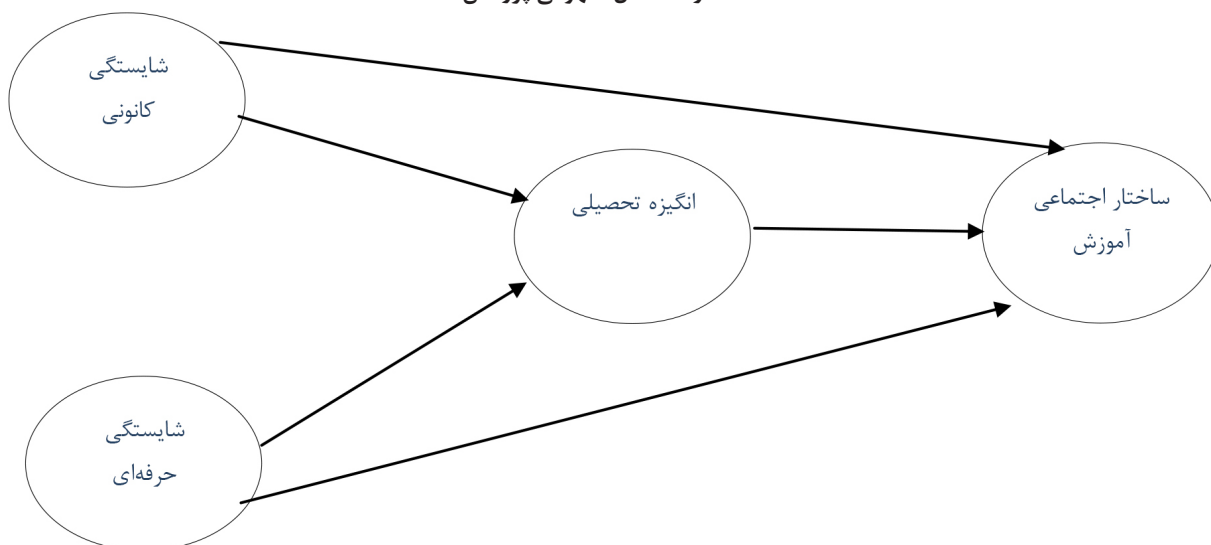 شایستگی
کانونی
انگیزه تحصیلی
ساختار اجتماعی
آموزش
شایستگی
حرفه‌ای